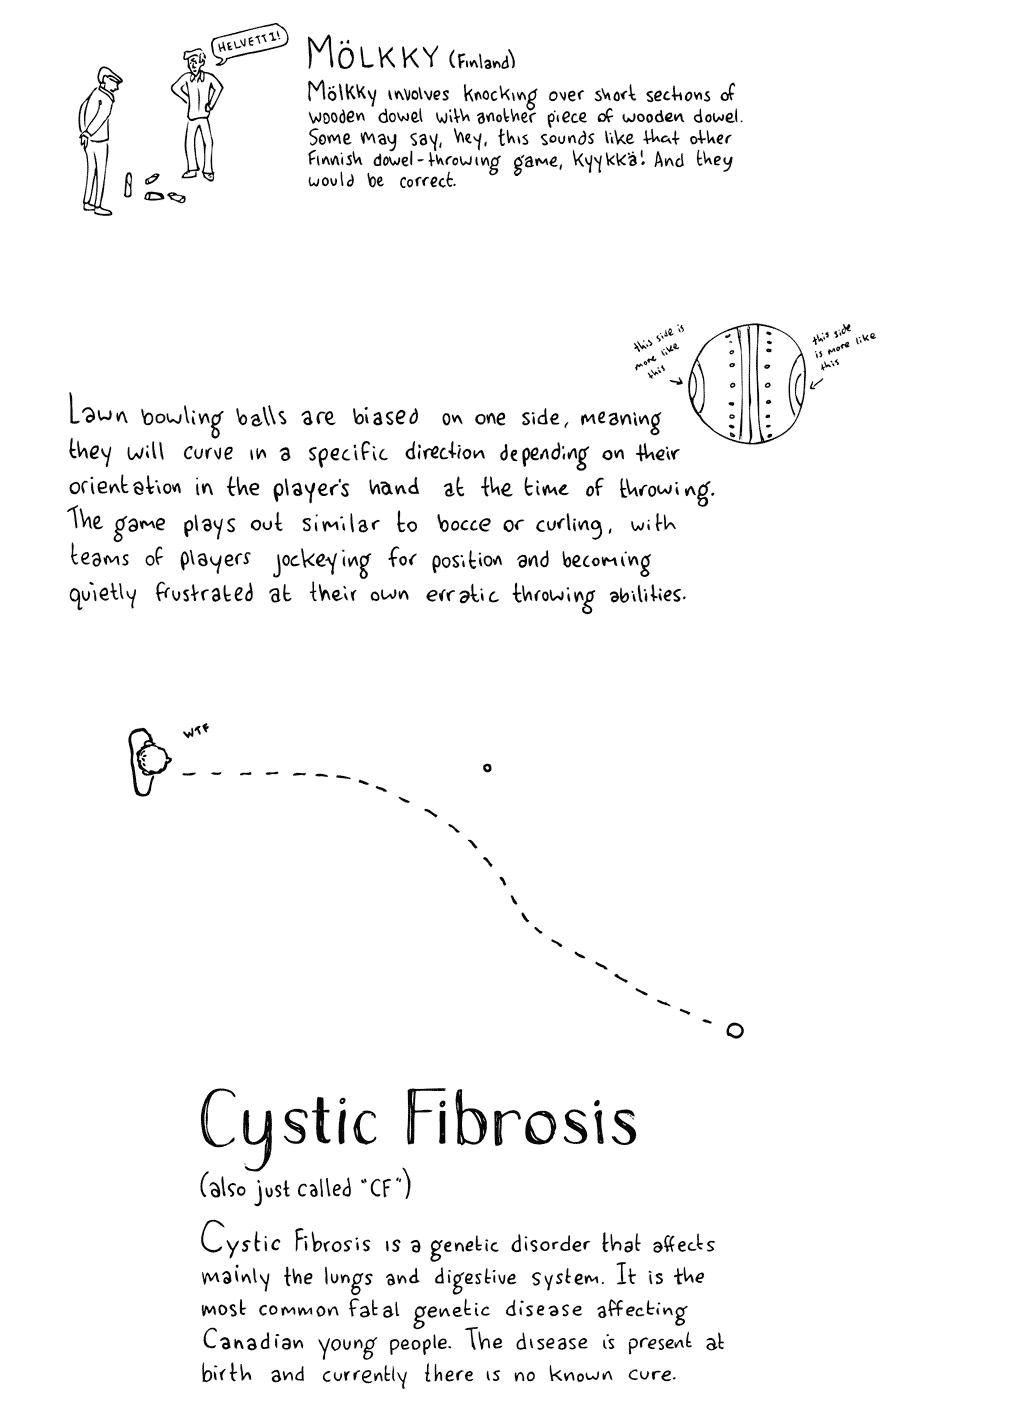 HELVETTI!
MÖLKKY (Finland)
Mölkky involves knocking over short sections of
wooden dowel with another piece of wooden dowel.
Some may say, hey, this sounds like that other
Finnish dowel-throwing game, Kyykkä! And they
would be correct.
this side is
more like
this
this side
is more like
this
Lawn bowling balls are biased on one side, meaning
they will curve in a specific direction depending on their
orientation in the player's hand at the time of throwing.
The game plays out similar to bocce or curling, with
teams of players jockeying for position and becoming
quietly frustrated at their own erratic throwing abilities.
WTF
Cystic Fibrosis
(also just called "CF")
Cystic Fibrosis is a genetic disorder that affects
mainly the lungs and digestive system. It is the
most common fatal genetic disease affecting
Canadian young people. The disease is present at
birth and currently there is no known cure.